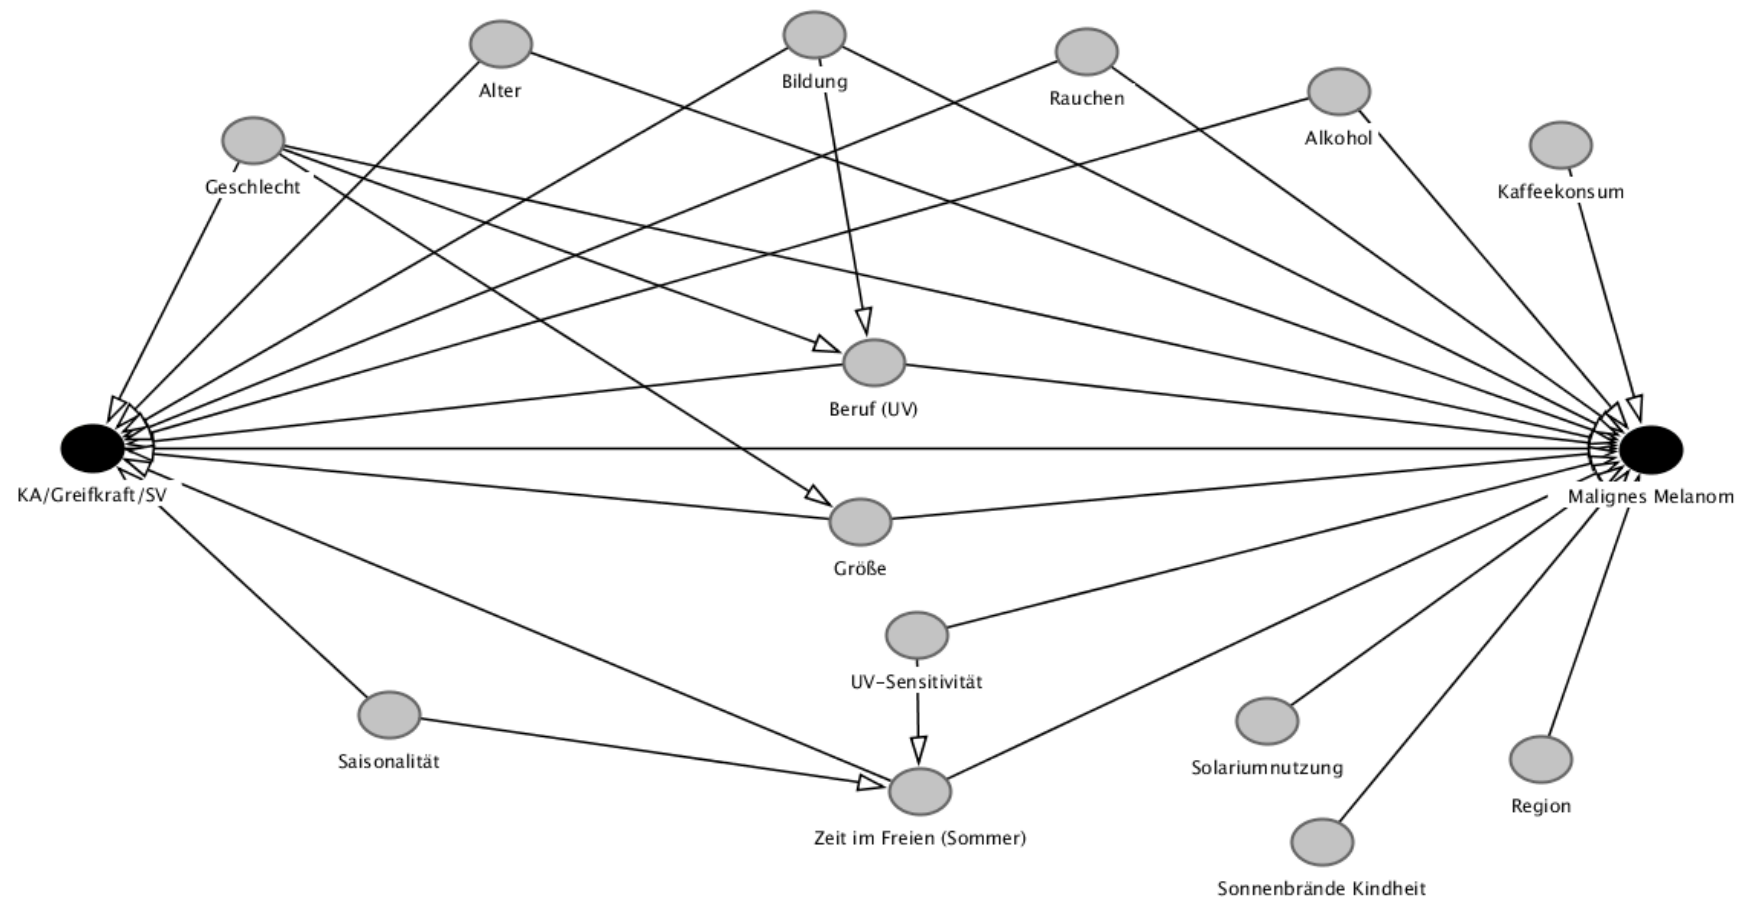 Bildung
Alter
Rauchen
Alkohol
Geschlecht
Kaffeekonsum
Beruf (UV)
KA/Greifkraft/SV
Malignes Melanom
Größe
UV-Sensitivität
Saisonalität
Solariumnutzung
Region
Zeit im Freien (Sommer)
Sonnenbrände Kindheit